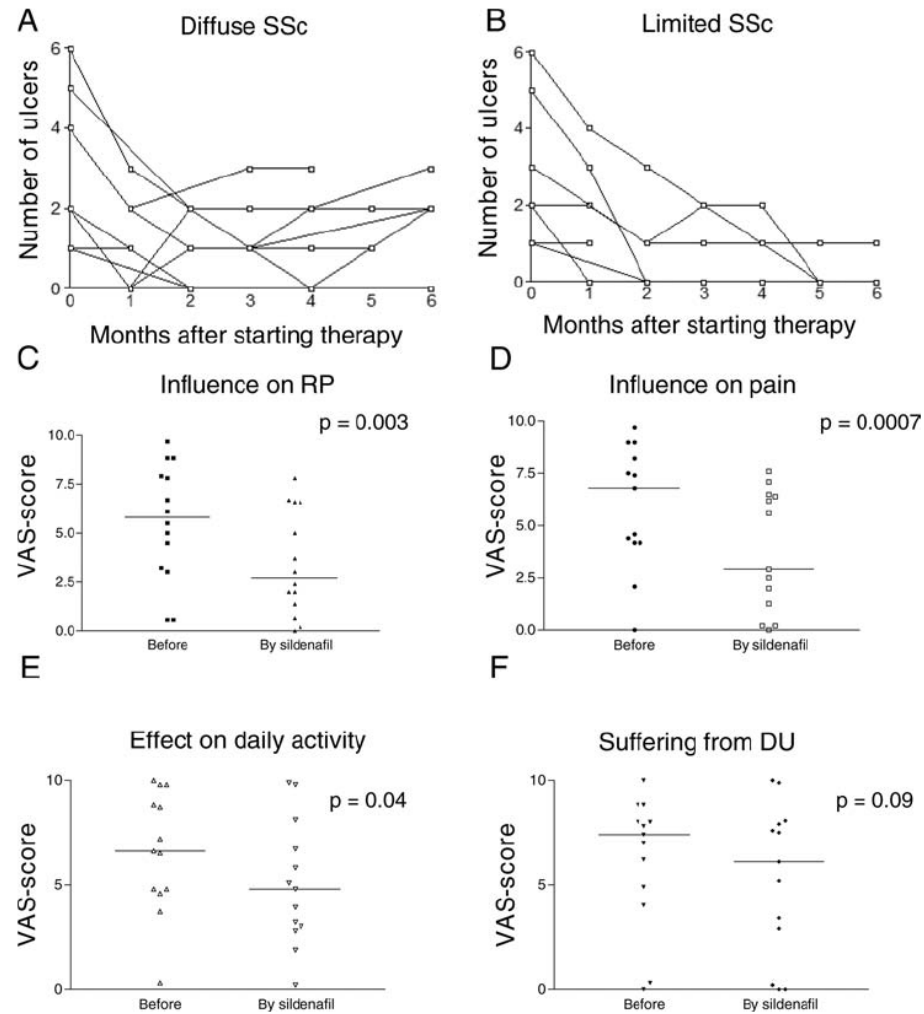 A
Diffuse SSc
6
4
2
0
Number of ulcers
0 1 2 3 4 5 6
Months after starting therapy
B
Limited SSc
6
4
2
0
Number of ulcers
0 1 2 3 4 5 6
Months after starting therapy
C
Influence on RP
p = 0.003
10.0
7.5
5.0
2.5
0.0
VAS-score
Before By sildenafil
D
Influence on pain
p = 0.0007
10.0
7.5
5.0
2.5
0.0
VAS-score
Before By sildenafil
E
Effect on daily activity
p = 0.04
10
5
0
VAS-score
Before By sildenafil
F
Suffering from DU
p = 0.09
10
5
0
VAS-score
Before By sildenafil